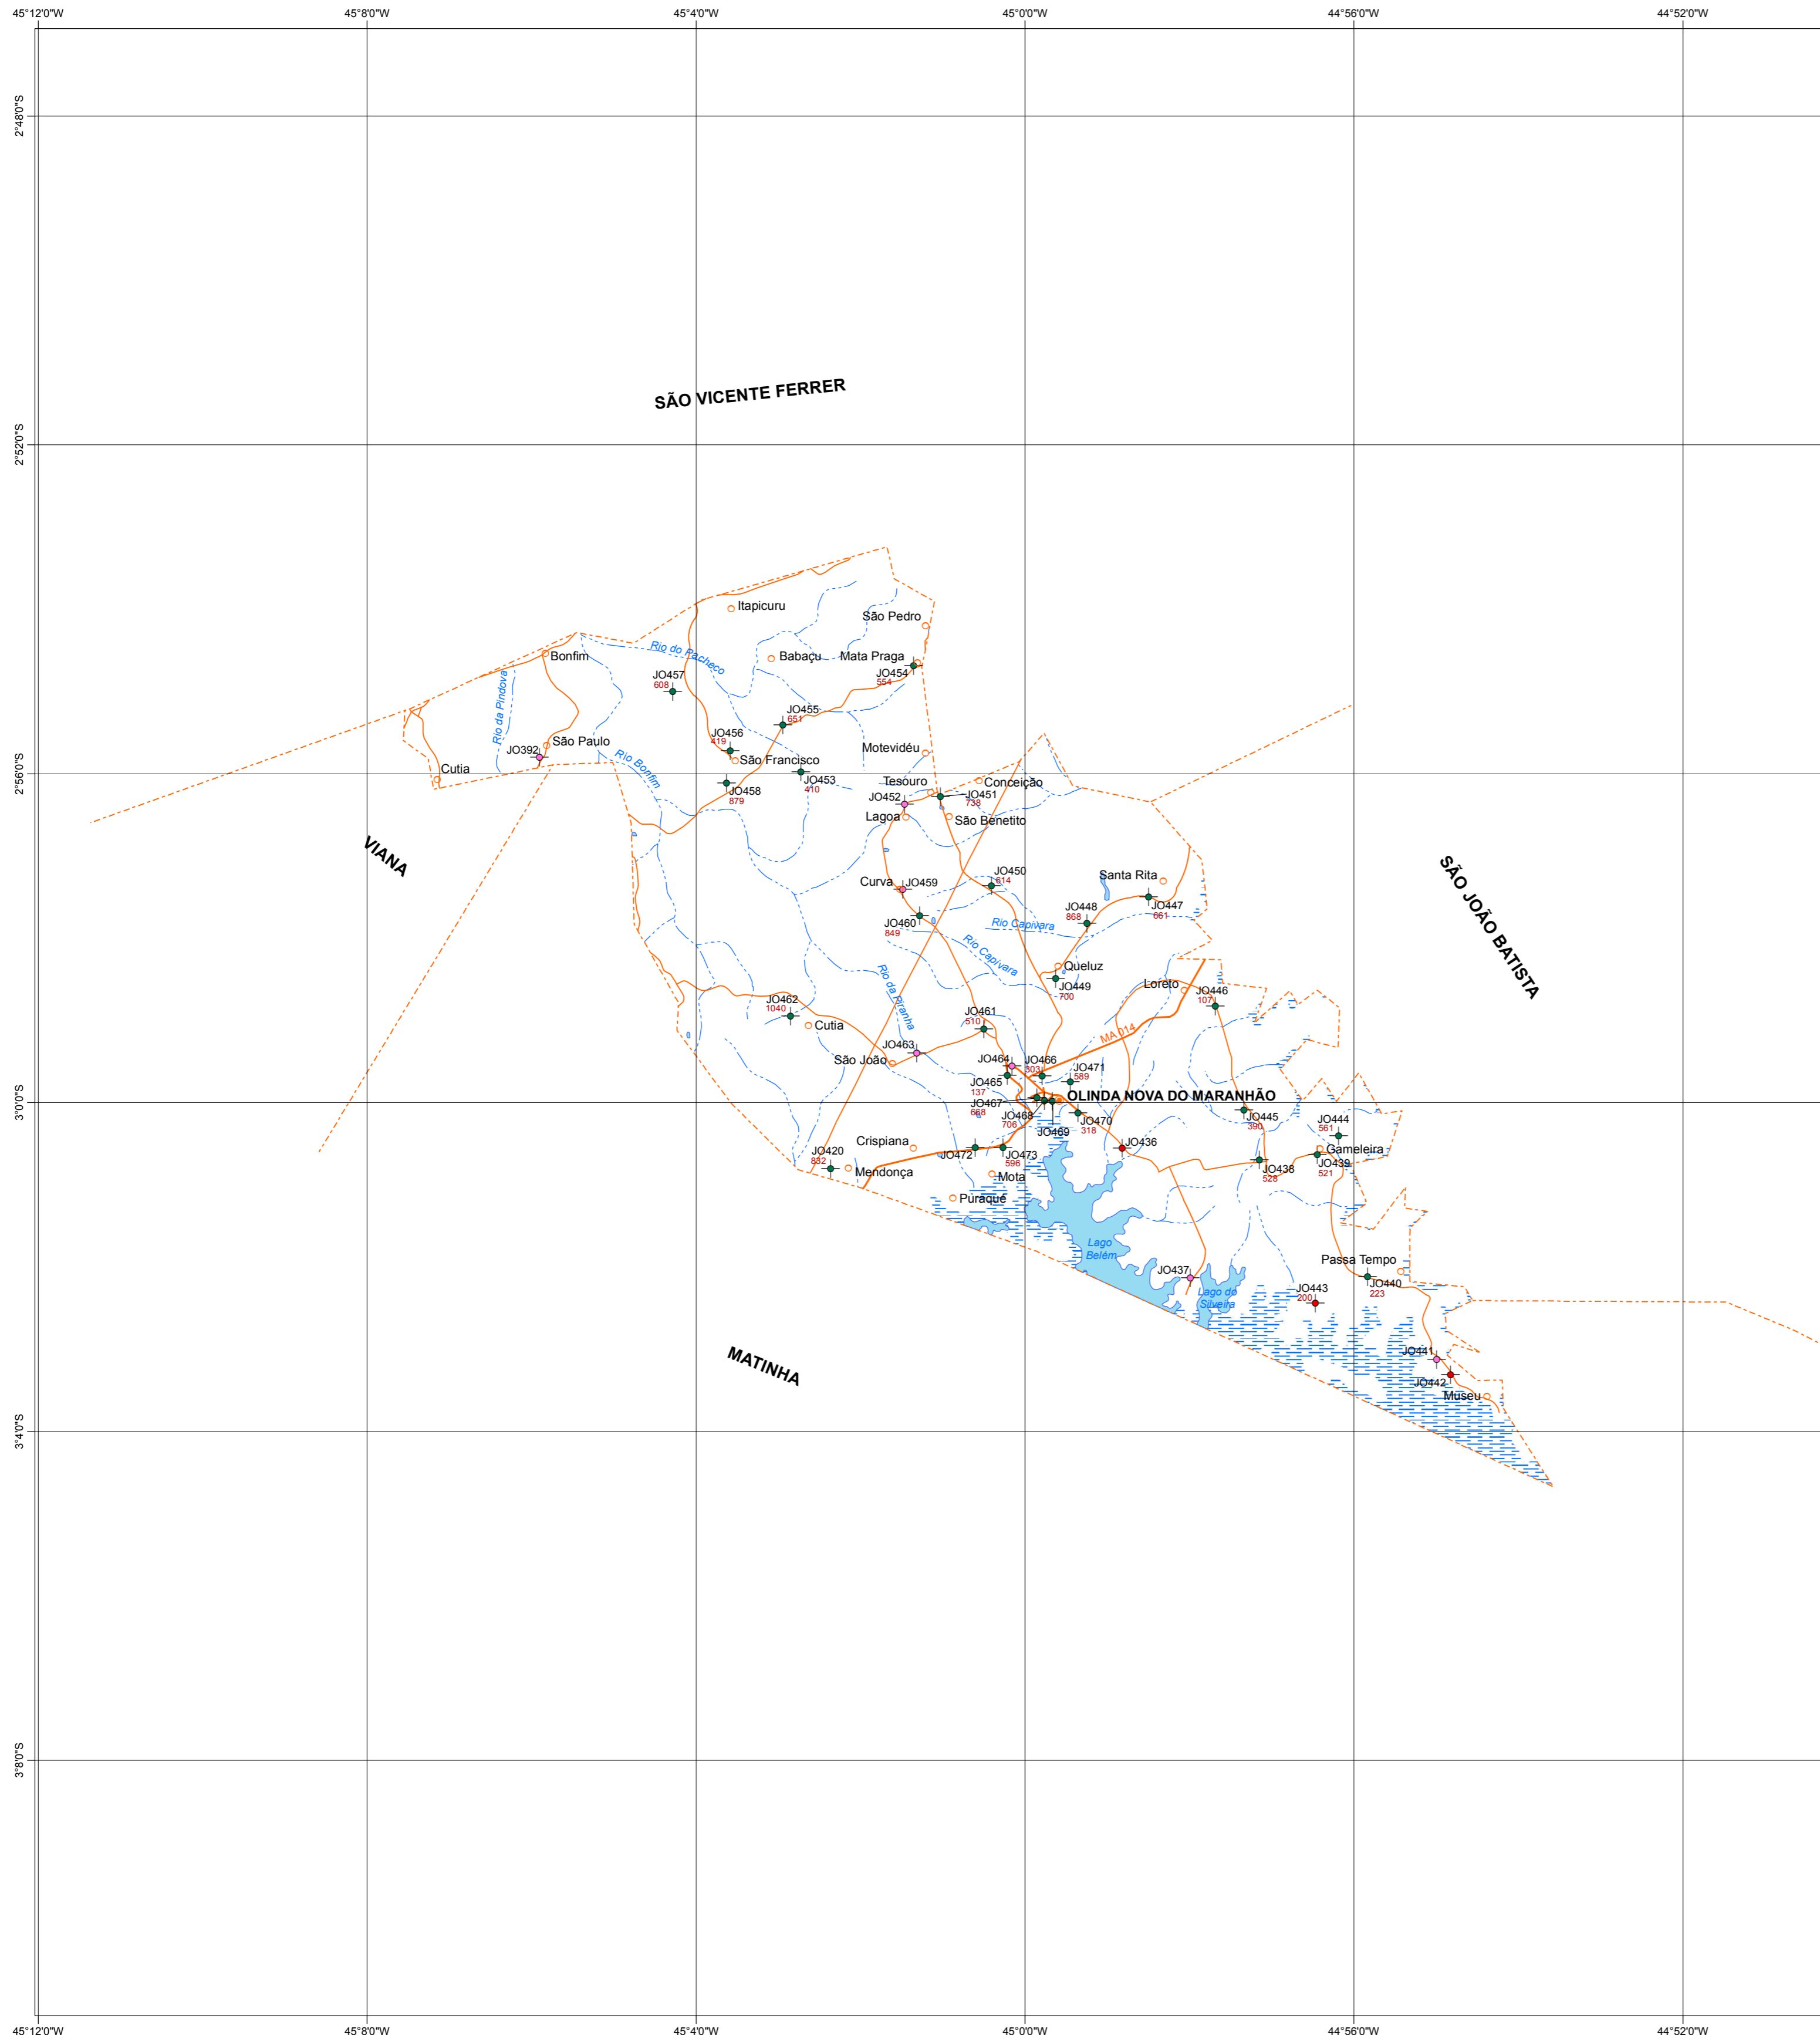 45°12'0"W
45°8'0"W
45°4'0"W
45°0'0"W
44°56'0"W
44°52'0"W
2°48'0"S
SÃO VICENTE FERRER
2°52'0"S
Itapicuru
São Pedro
Rio do Pacheco
Bonfim
Babaçu
Mata Praga
JO454
554
JO457
608
Rio da Pindova
JO455
651
JO456
419
São Paulo
JO392
Motevidéu
São Francisco
Rio Bonfim
Cutia
2°56'0"S
JO453
410
JO458
879
Tesouro
Conceição
JO452
JO451
738
Lagoa
São Benetito
VIANA
SÃO JOÃO BATISTA
JO450
614
Santa Rita
Curva
JO459
JO447
661
JO448
868
JO460
849
Rio Capivara
Rio Capivara
Queluz
JO449
700
Loreto
JO446
107
Rio da Piranha
JO462
1040
Cutia
JO461
510
MA 014
JO463
São João
JO464
JO466
303
JO471
589
JO465
137
3°0'0"S
OLINDA NOVA DO MARANHÃO
JO467
668
JO468
706
JO470
318
JO469
JO445
390
JO444
561
Crispiana
JO436
Gameleira
JO420
832
JO472
JO473
596
JO439
521
JO438
528
Mendonça
Mota
Puraqué
Lago
Belém
Passa Tempo
JO437
JO440
223
JO443
200
Lago do
Silveira
MATINHA
JO441
JO442
Museu
3°4'0"S
3°8'0"S
45°12'0"W
45°8'0"W
45°4'0"W
45°0'0"W
44°56'0"W
44°52'0"W